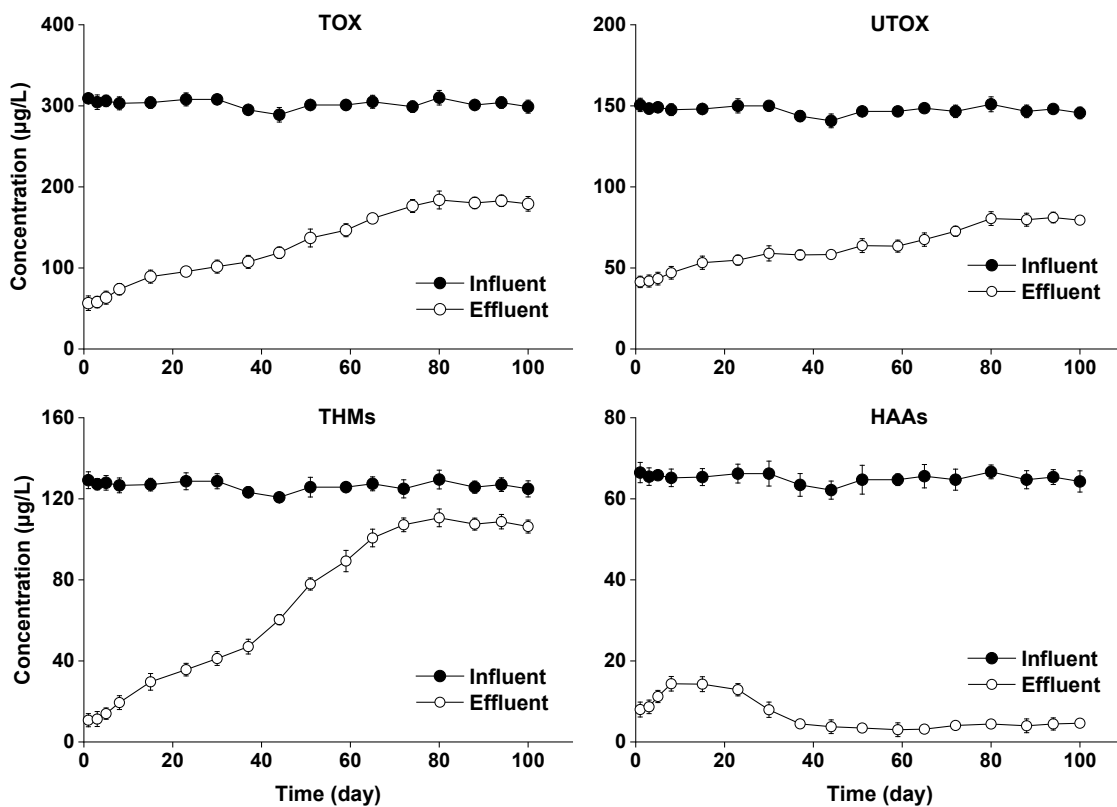 TOX
Concentration (µg/L)
400
300
200
100
0
Influent
Effluent
0 20 40 60 80 100
UTOX
200
150
100
50
0
Influent
Effluent
0 20 40 60 80 100
THMs
Concentration (µg/L)
160
120
80
40
0
Influent
Effluent
0 20 40 60 80 100
Time (day)
HAAs
80
60
40
20
0
Influent
Effluent
0 20 40 60 80 100
Time (day)